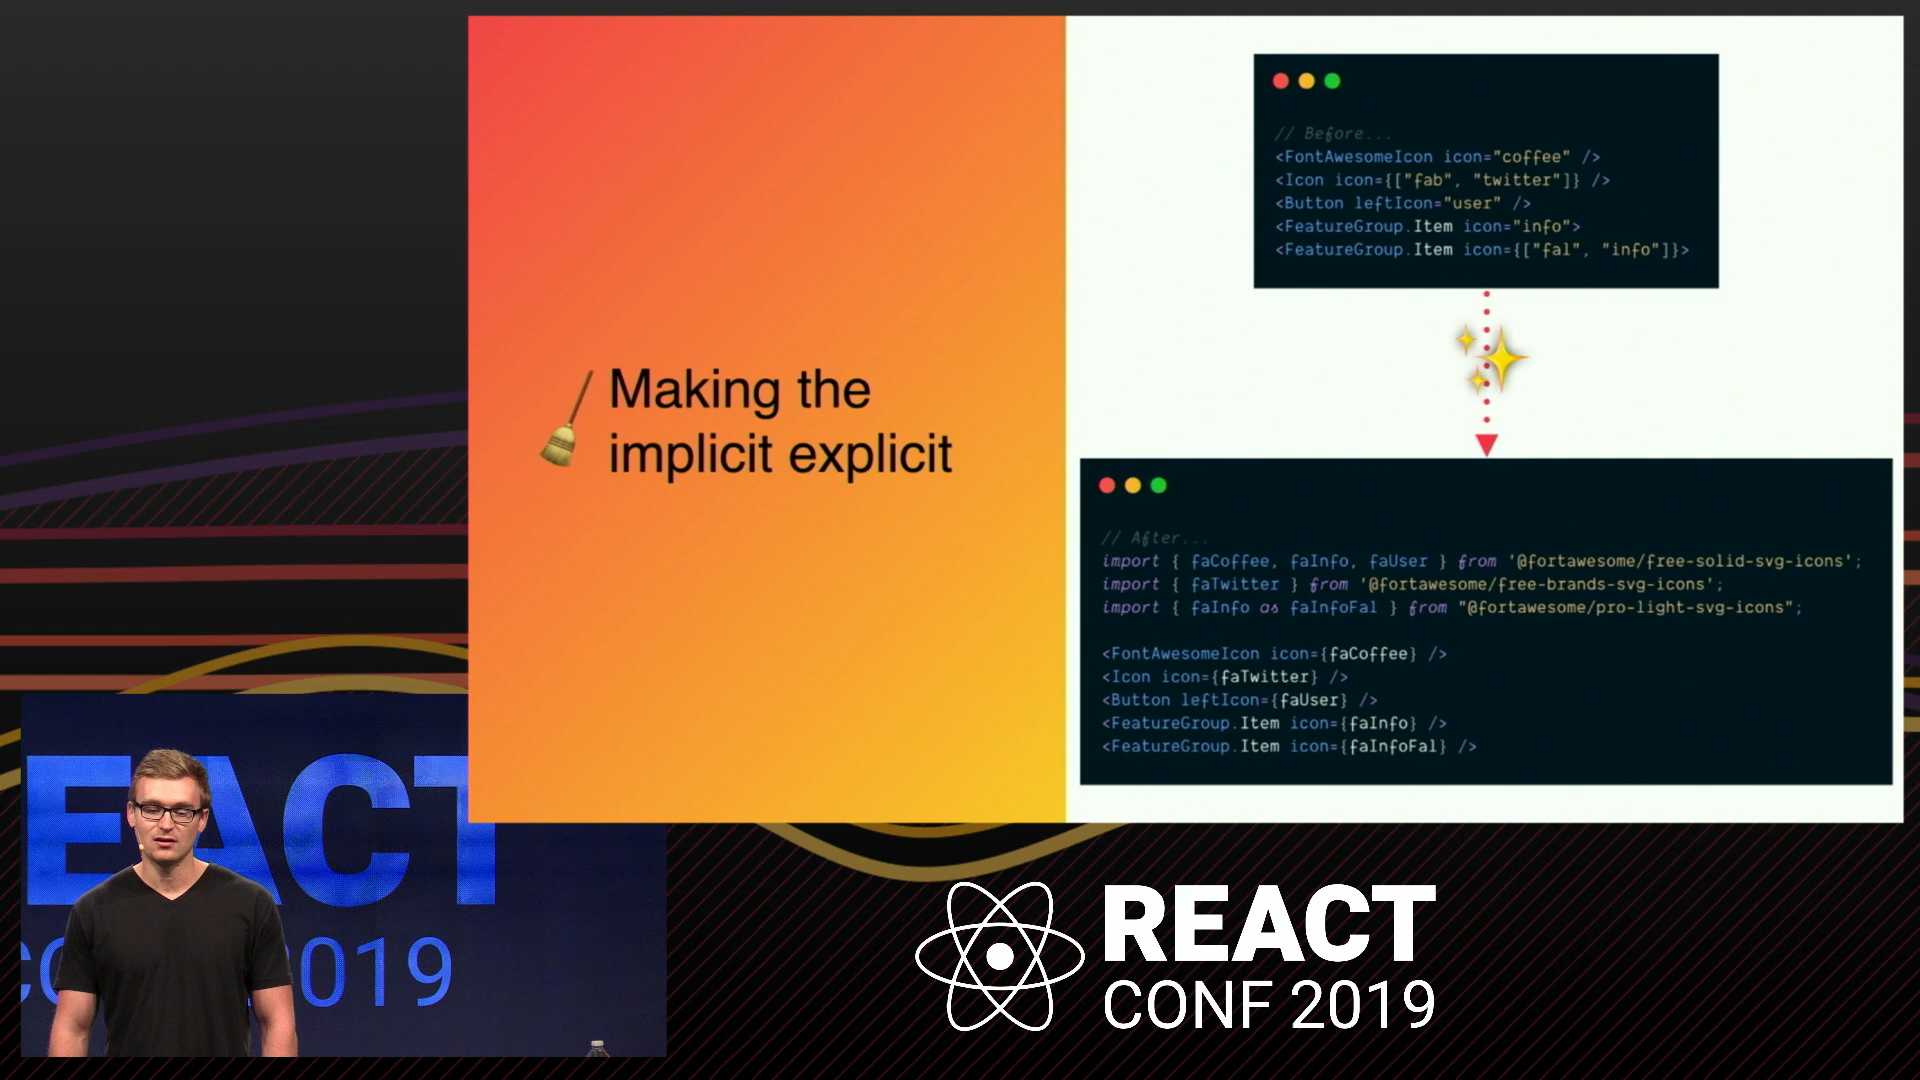 Making the
implicit explicit
// Before...
<FontAwesomeIcon icon="coffee" />
<Icon icon={["fab", "twitter"]} />
<Button leftIcon="user" />
<FeatureGroup.Item icon="info">
<FeatureGroup.Item icon={["fal", "info"]}>
// After...
import { faCoffee, faInfo, faUser } from '@fortawesome/free-solid-svg-icons';
import { faTwitter } from '@fortawesome/free-brands-svg-icons';
import { faInfo as faInfoFal } from "@fortawesome/pro-light-svg-icons";
<FontAwesomeIcon icon={faCoffee} />
<Icon icon={faTwitter} />
<Button leftIcon={faUser} />
<FeatureGroup.Item icon={faInfo} />
<FeatureGroup.Item icon={faInfoFal} />
EACT
CO 2019
REACT
CONF 2019